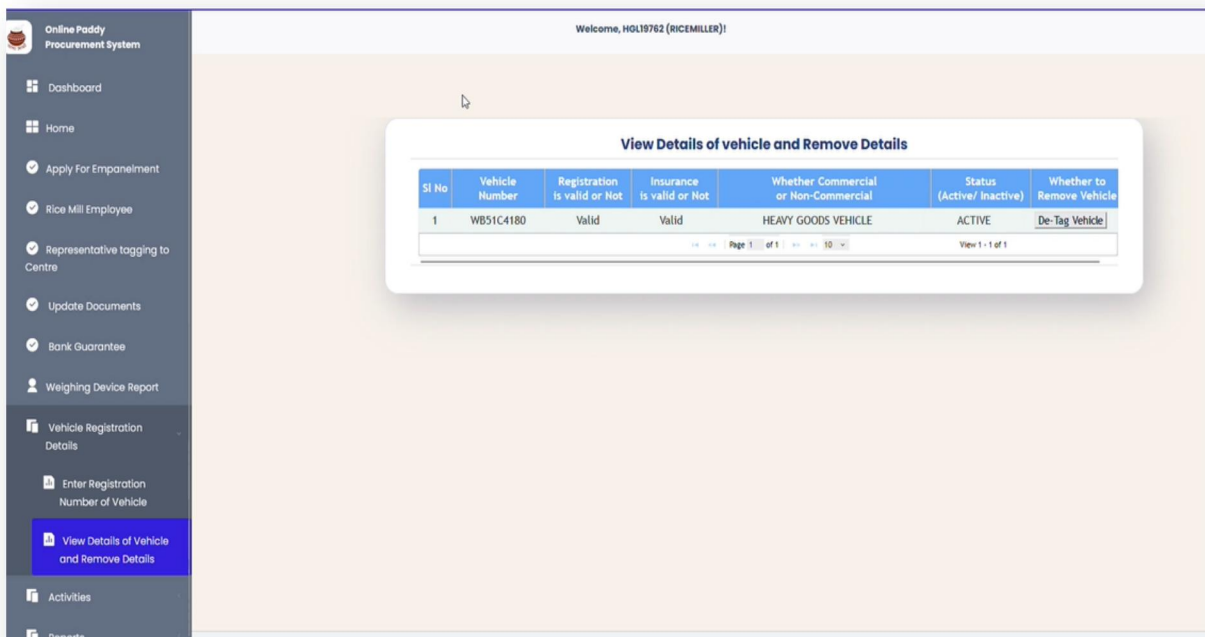 Online Paddy
Procurement System
Welcome, HGL19762 (RICEMILLER)!
Dashboard
Home
Apply For Empanelment
Rice Mill Employee
Representative tagging to
Centre
Update Documents
Bank Guarantee
Weighing Device Report
Vehicle Registration
Details
Enter Registration
Number of Vehicle
View Details of Vehicle
and Remove Details
Activities
Reports
View Details of vehicle and Remove Details
Sl No
Vehicle
Number
Registration
is valid or Not
Insurance
is valid or Not
Whether Commercial
or Non-Commercial
Status
(Active/ Inactive)
Whether to
Remove Vehicle
1 WB51C4180 Valid Valid HEAVY GOODS VEHICLE ACTIVE De-Tag Vehicle
Page 1 of 1 10 View 1 - 1 of 1